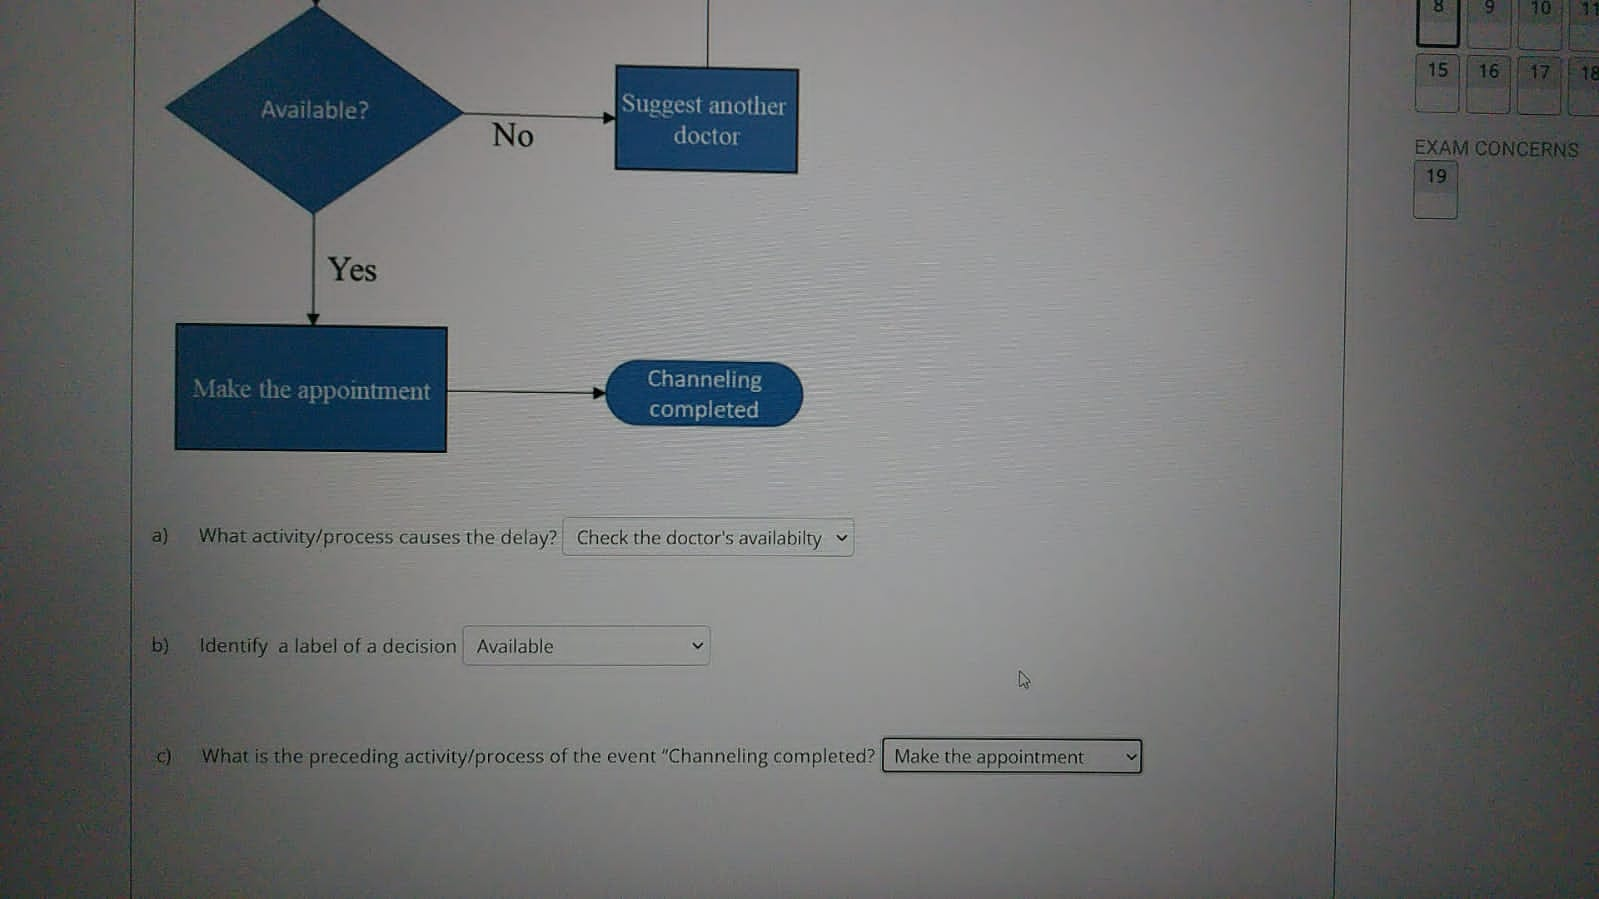 8 9 10 11
Available?
No
Suggest another
doctor
15 16 17 18
EXAM CONCERNS
19
Yes
Make the appointment
Channeling
completed
a) What activity/process causes the delay? Check the doctor's availabilty
b) Identify a label of a decision Available
c) What is the preceding activity/process of the event "Channeling completed? Make the appointment